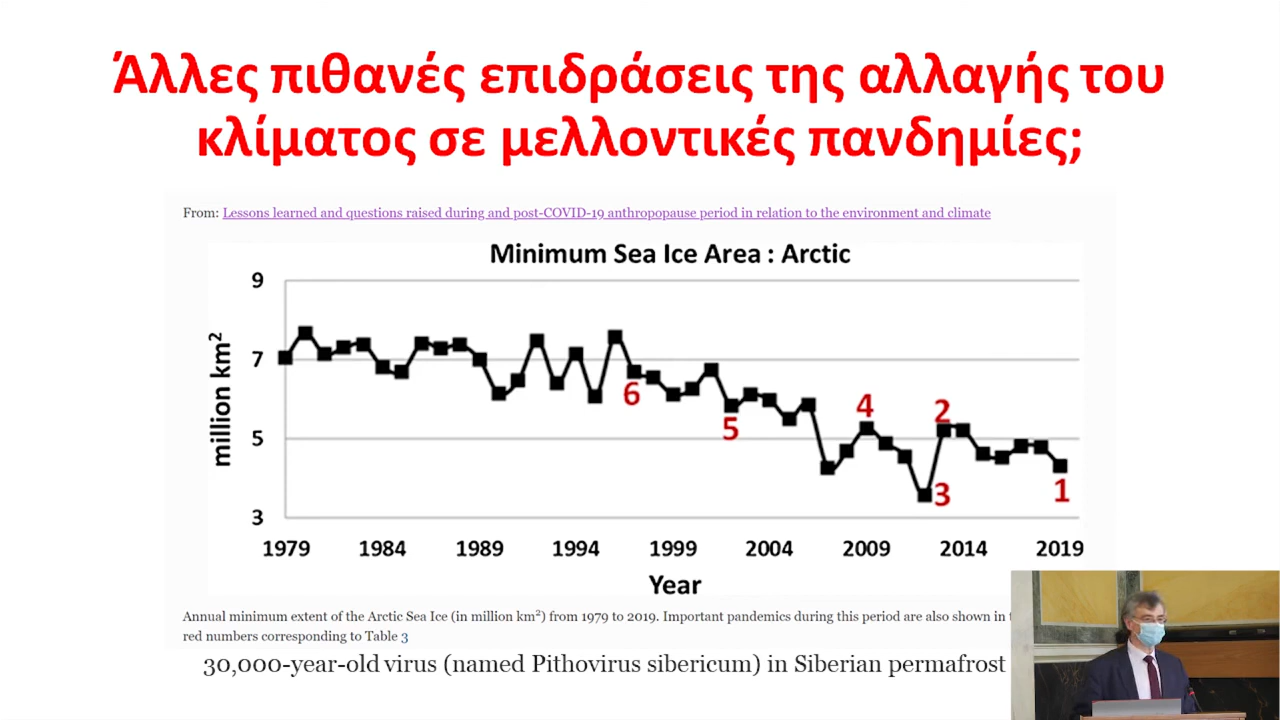 Άλλες πιθανές επιδράσεις της αλλαγής του
κλίματος σε μελλοντικές πανδημίες;
From: Lessons learned and questions raised during and post-COVID-19 anthropopause period in relation to the environment and climate
Minimum Sea Ice Area : Arctic
million km²
9
7
5
3
6
5
4
2
3
1
1979 1984 1989 1994 1999 2004 2009 2014 2019
Year
Annual minimum extent of the Arctic Sea Ice (in million km²) from 1979 to 2019. Important pandemics during this period are also shown in
red numbers corresponding to Table 3
30,000-year-old virus (named Pithovirus sibericum) in Siberian permafrost